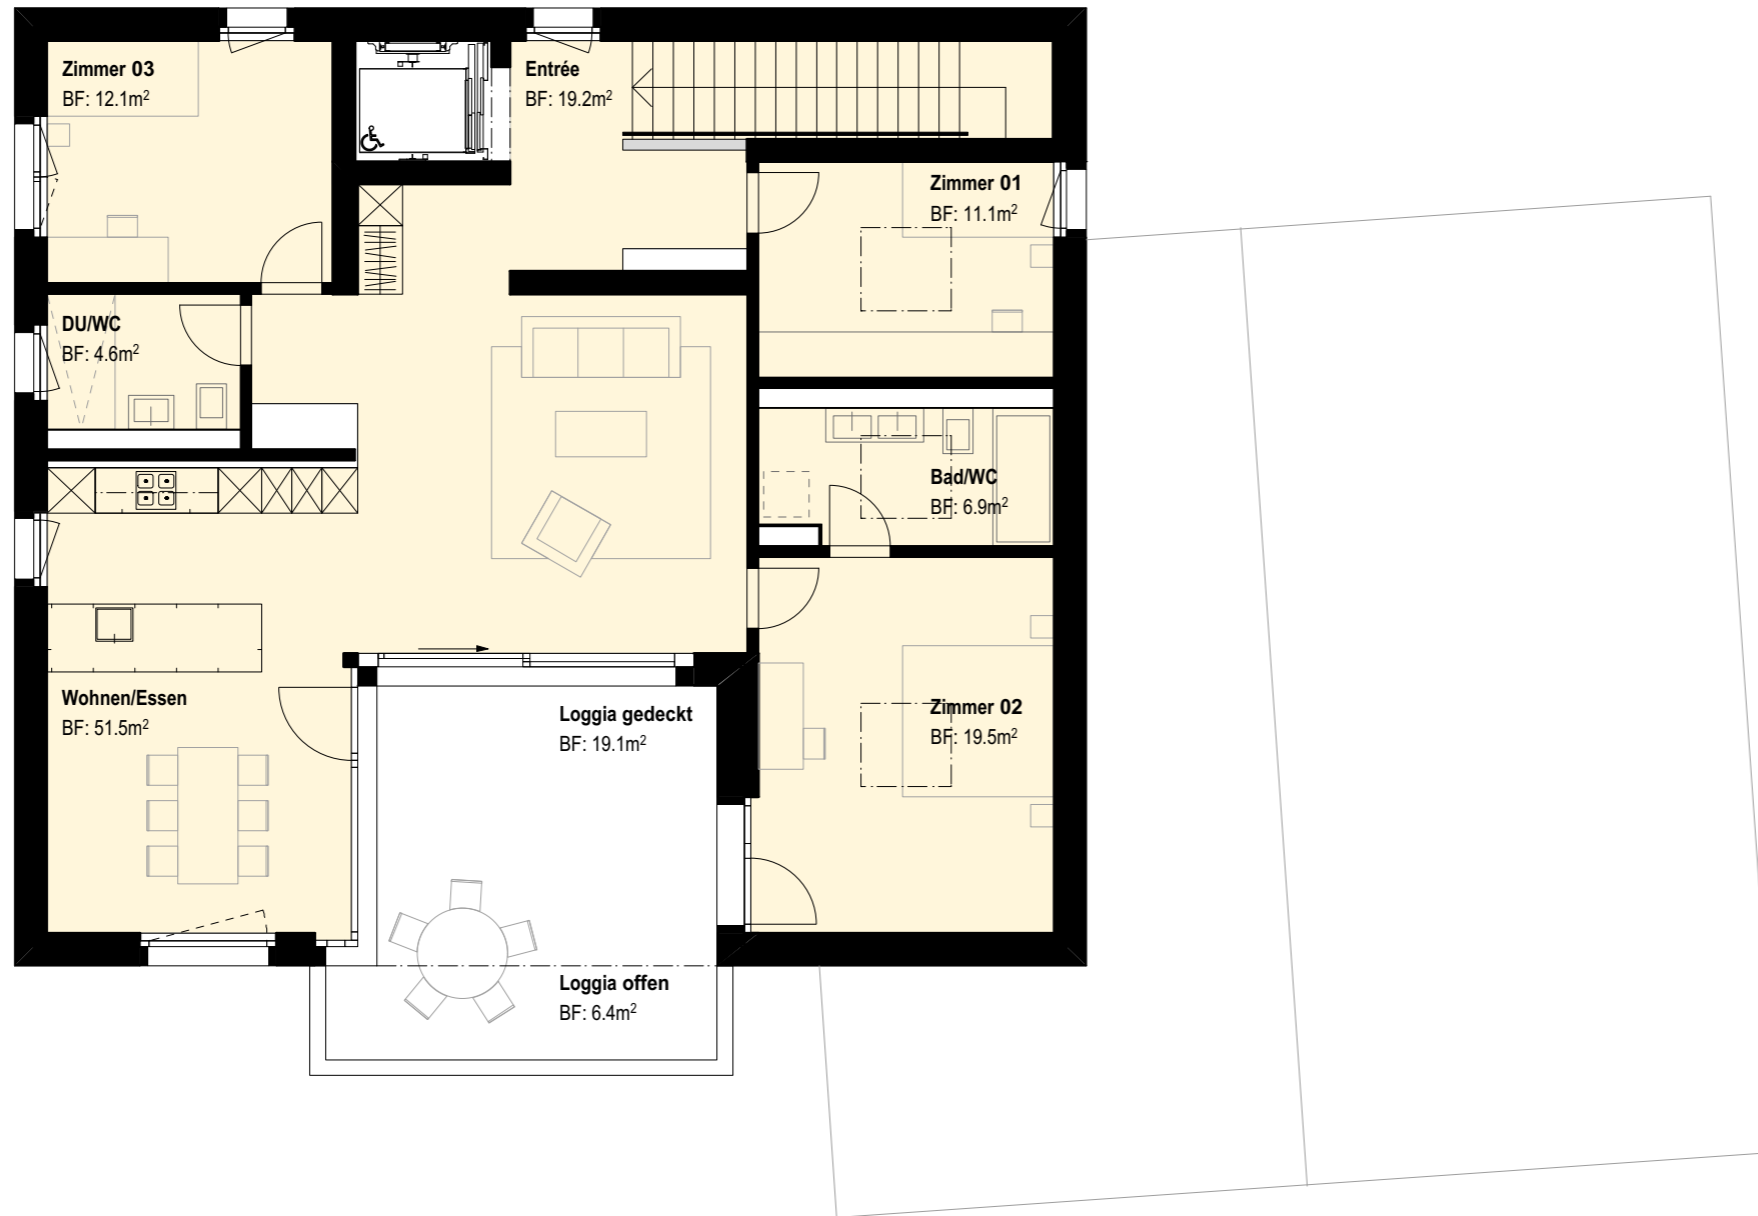 Zimmer 03
BF: 12.1m²
Entrée
BF: 19.2m²
Zimmer 01
BF: 11.1m²
DU/WC
BF: 4.6m²
Bad/WC
BF: 6.9m²
Wohnen/Essen
BF: 51.5m²
Loggia gedeckt
BF: 19.1m²
Zimmer 02
BF: 19.5m²
Loggia offen
BF: 6.4m²